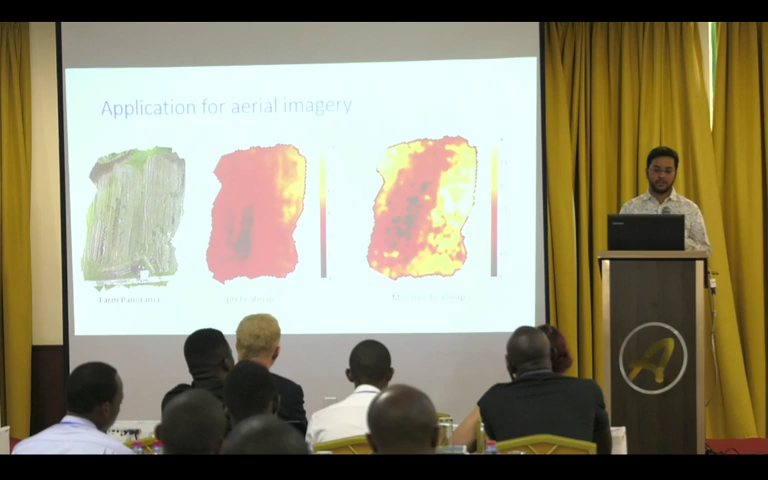 Application for aerial imagery
Farm Panorama
pH heatmap
Moisture heatmap